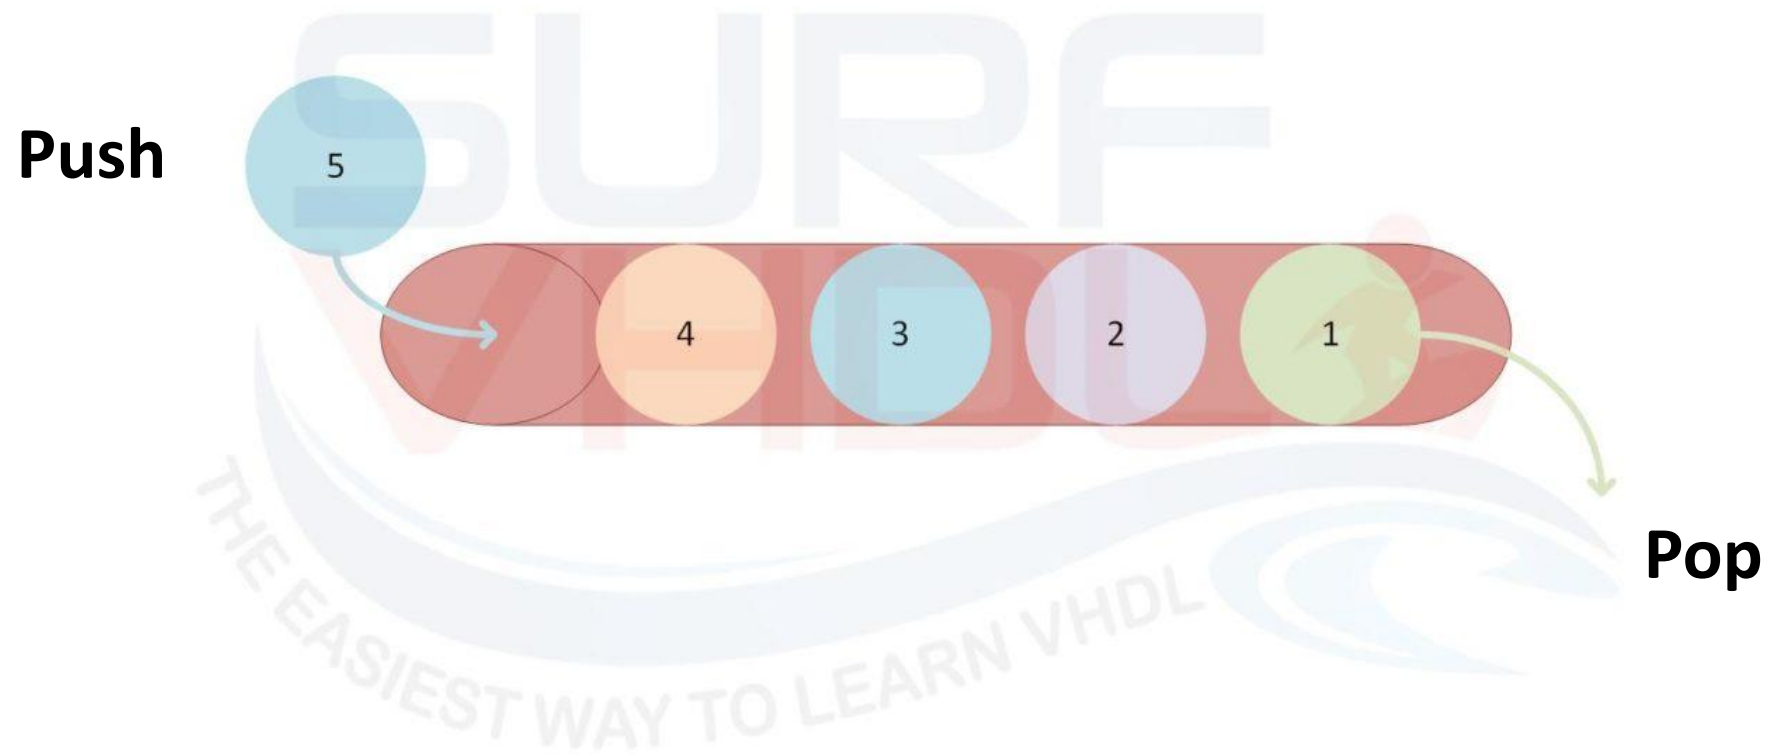 SURF
VHDL
THE EASIEST WAY TO LEARN VHDL
Push
5
4 3 2 1
Pop